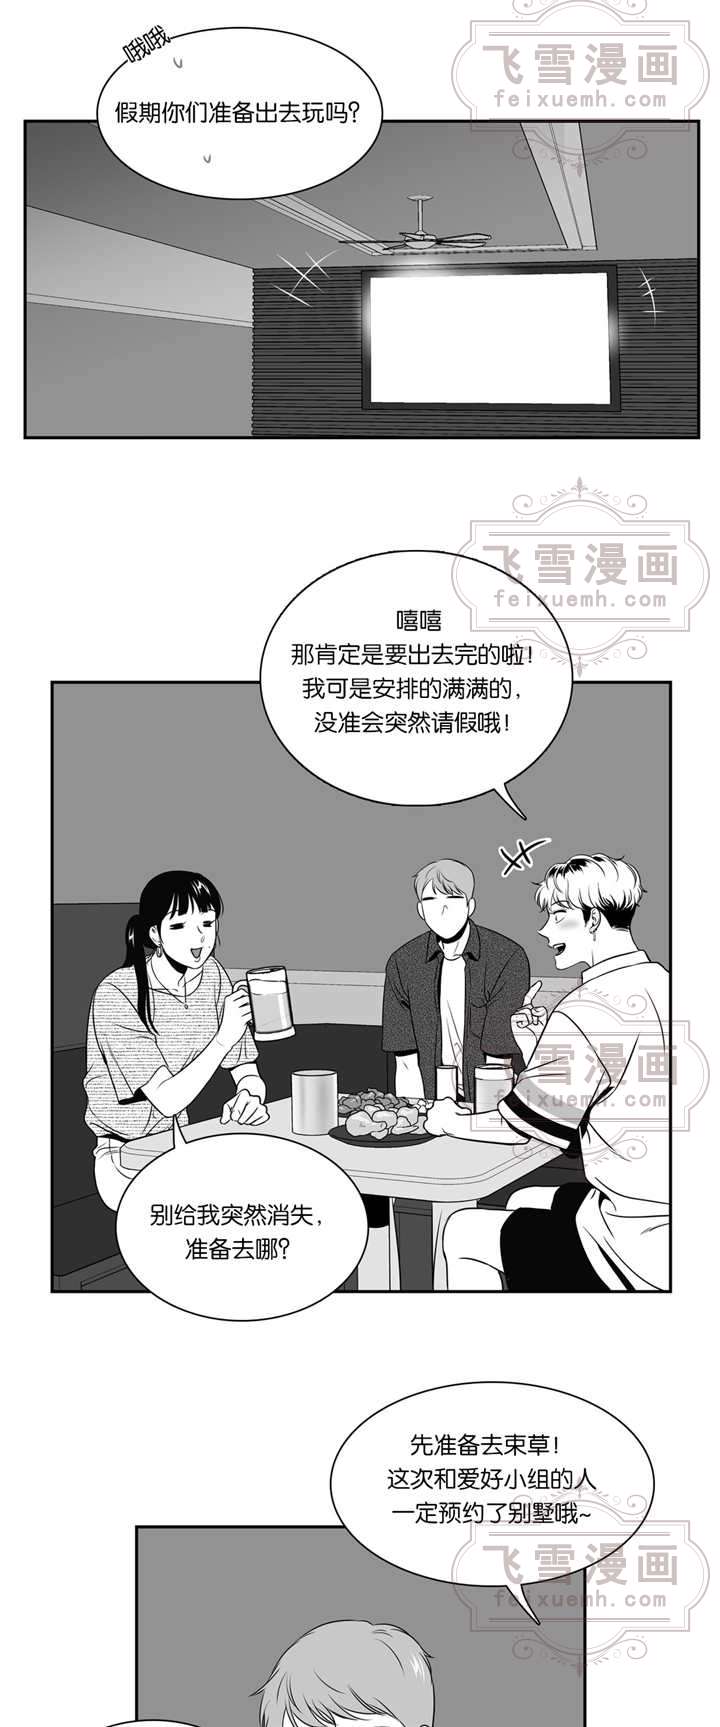 飞雪漫画
feixuemh.com
哦哦
假期你们准备出去玩吗？
飞雪漫画
feixuemh.com
嘻嘻
那肯定是要出去完的啦！
我可是安排的满满的，
没准会突然请假哦！
飞雪漫画
feixuemh.com
别给我突然消失，
准备去哪？
先准备去束草！
这次和爱好小组的人
一定预约了别墅哦~
飞雪漫画
feixuemh.com